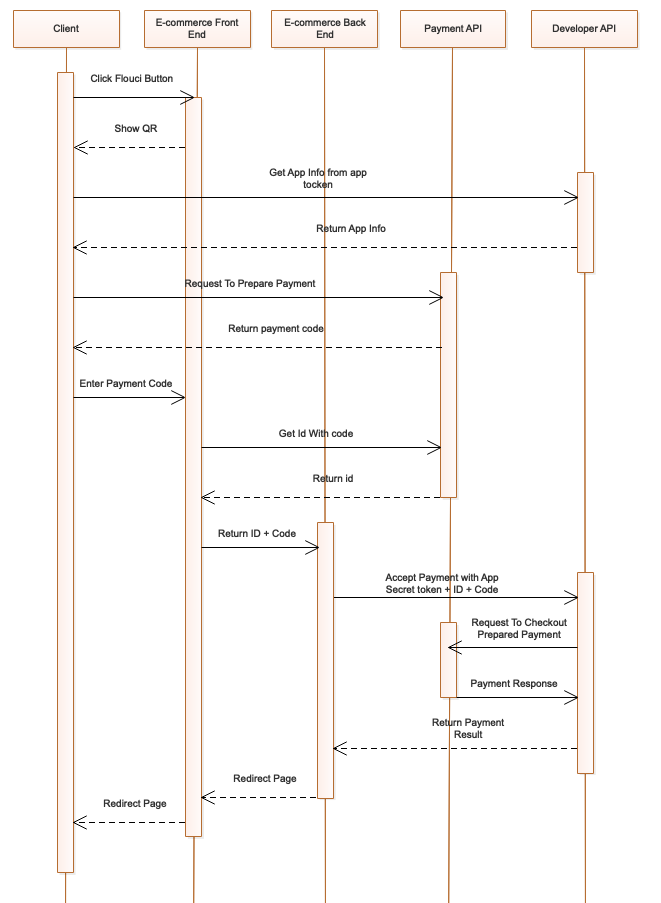 Client
E-commerce Front
End
E-commerce Back
End
Payment API
Developer API
Click Flouci Button
Show QR
Get App Info from app
tocken
Return App Info
Request To Prepare Payment
Return payment code
Enter Payment Code
Get Id With code
Return id
Return ID + Code
Accept Payment with App
Secret token + ID + Code
Request To Checkout
Prepared Payment
Payment Response
Return Payment
Result
Redirect Page
Redirect Page